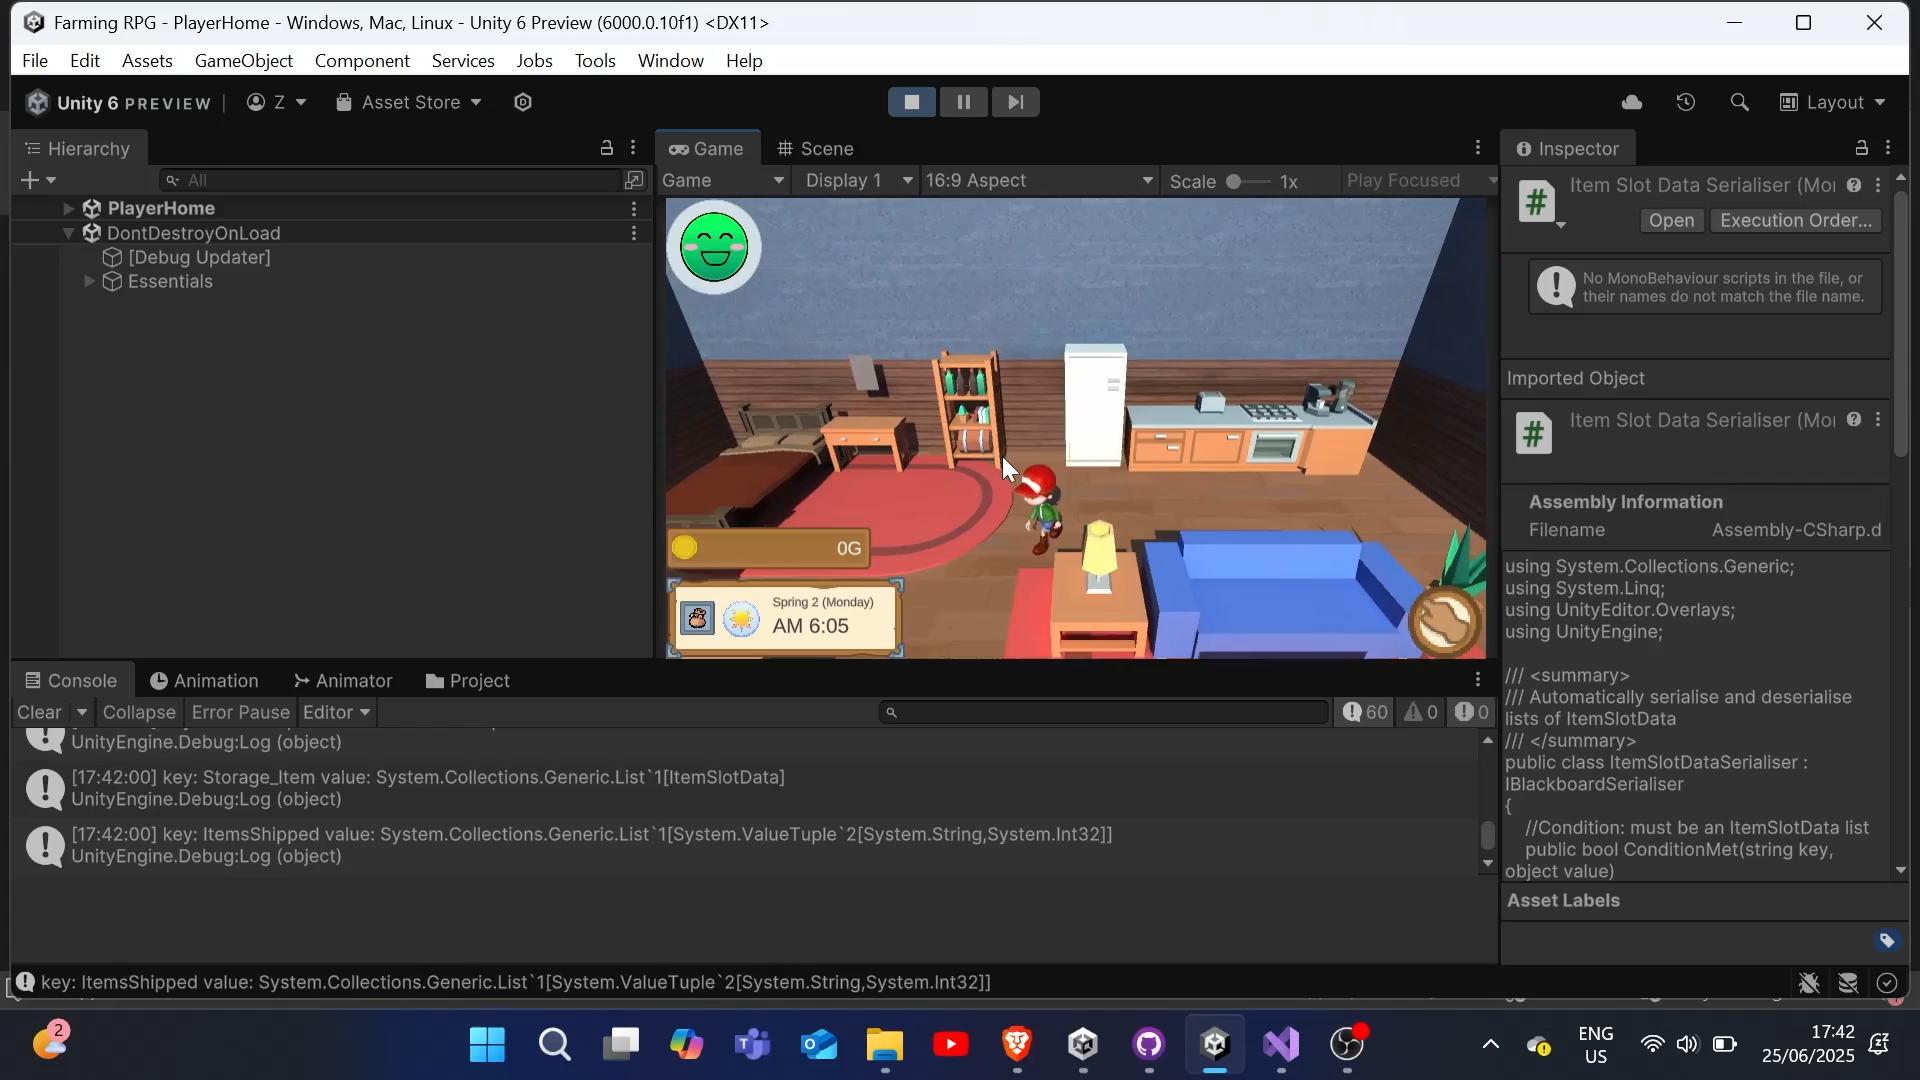 Farming RPG - PlayerHome - Windows, Mac, Linux - Unity 6 Preview (6000.0.10f1) <DX11>
File Edit Assets GameObject Component Services Jobs Tools Window Help
Unity 6 PREVIEW Z Asset Store Layout
Hierarchy Game Scene Inspector
All Game Display 1 16:9 Aspect Scale 1x Play Focused
PlayerHome
DontDestroyOnLoad
[Debug Updater]
Essentials
0G
Spring 2 (Monday)
AM 6:05
Item Slot Data Serialiser (Mo
Open Execution Order...
No MonoBehaviour scripts in the file, or
their names do not match the file name.
Imported Object
Item Slot Data Serialiser (Mo
Assembly Information
Filename Assembly-CSharp.d
using System.Collections.Generic;
using System.Linq;
using UnityEditor.Overlays;
using UnityEngine;
/// <summary>
/// Automatically serialise and deserialise
lists of ItemSlotData
/// </summary>
public class ItemSlotDataSerialiser :
IBlackboardSerialiser
{
//Condition: must be an ItemSlotData list
public bool ConditionMet(string key,
object value)
Asset Labels
Console Animation Animator Project
Clear Collapse Error Pause Editor 60 0 0
UnityEngine.Debug:Log (object)
[17:42:00] key: Storage_Item value: System.Collections.Generic.List`1[ItemSlotData]
UnityEngine.Debug:Log (object)
[17:42:00] key: ItemsShipped value: System.Collections.Generic.List`1[System.ValueTuple`2[System.String,System.Int32]]
UnityEngine.Debug:Log (object)
key: ItemsShipped value: System.Collections.Generic.List`1[System.ValueTuple`2[System.String,System.Int32]]
2
ENG
US
17:42
25/06/2025